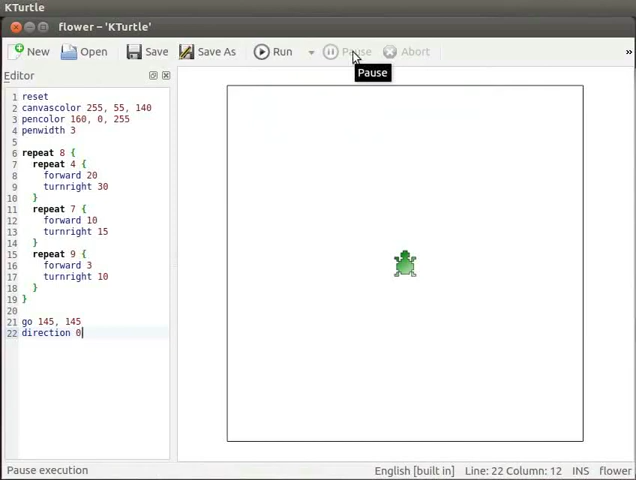 KTurtle
flower – 'KTurtle'
New Open Save Save As Run Pause Abort »
Pause
Editor
1 reset
2 canvascolor 255, 55, 140
3 pencolor 160, 0, 255
4 penwidth 3
5
6 repeat 8 {
7 repeat 4 {
8 forward 20
9 turnright 30
10 }
11 repeat 7 {
12 forward 10
13 turnright 15
14 }
15 repeat 9 {
16 forward 3
17 turnright 10
18 }
19 }
20
21 go 145, 145
22 direction 0
Pause execution English [built in] Line: 22 Column: 12 INS flower